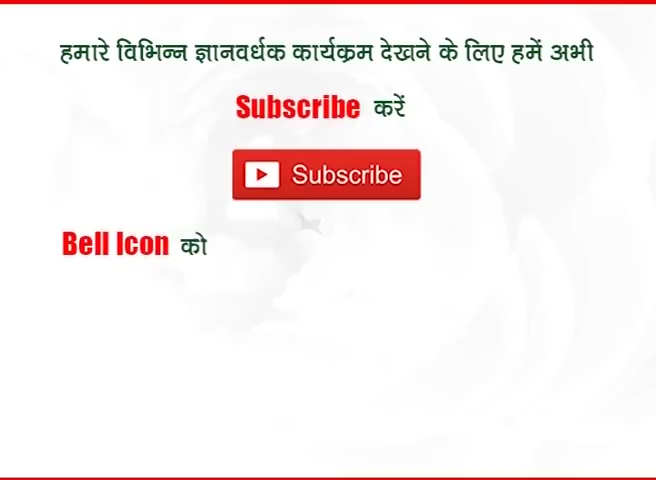 हमारे विभिन्न ज्ञानवर्धक कार्यक्रम देखने के लिए हमें अभी
Subscribe करें
Subscribe
Bell Icon को